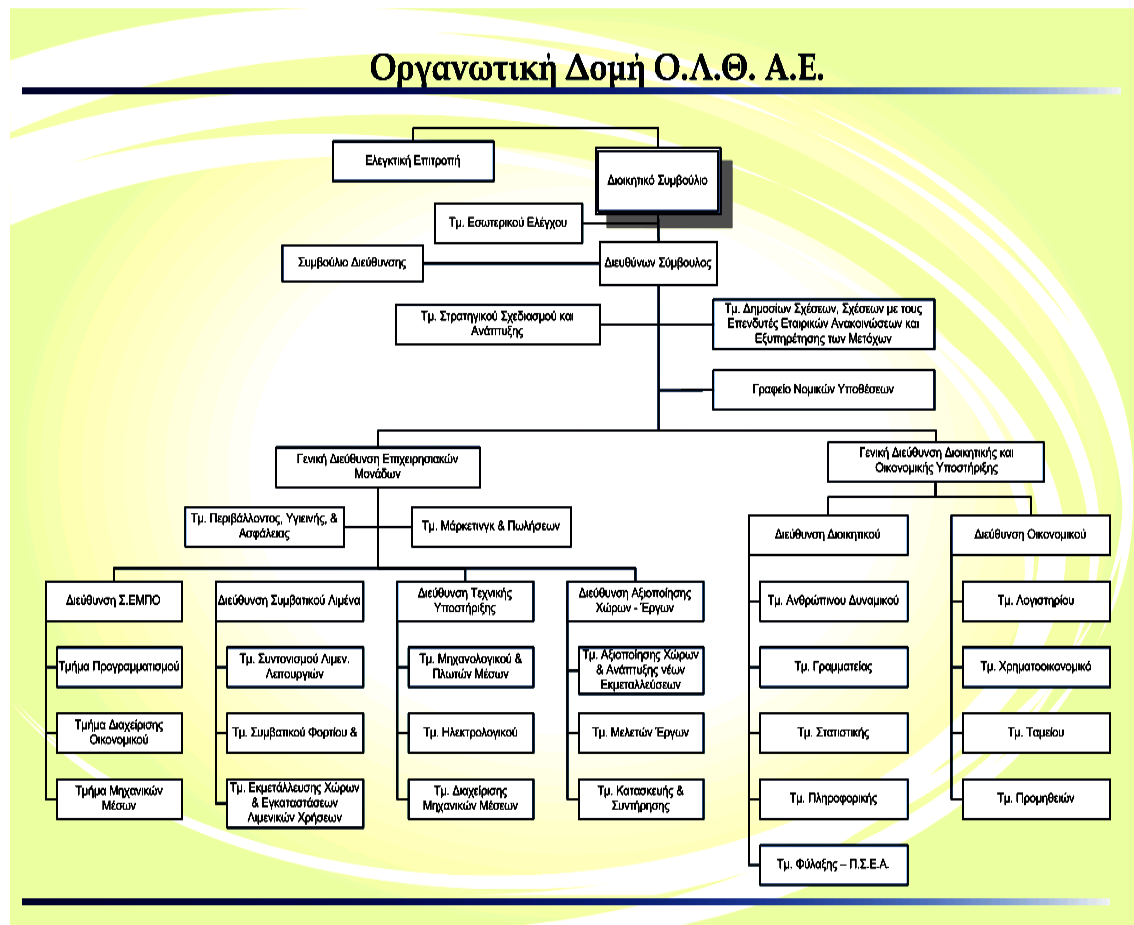 Οργανωτική Δομή Ο.Λ.Θ. Α.Ε.
Ελεγκτική Επιτροπή
Διοικητικό Συμβούλιο
Τμ. Εσωτερικού Ελέγχου
Συμβούλιο Διεύθυνσης
Διευθύνων Σύμβουλος
Τμ. Στρατηγικού Σχεδιασμού και
Ανάπτυξης
Τμ. Δημοσίων Σχέσεων, Σχέσεων με τους
Επενδυτές Εταιρικών Ανακοινώσεων και
Εξυπηρέτησης των Μετόχων
Γραφείο Νομικών Υποθέσεων
Γενική Διεύθυνση Επιχειρησιακών
Μονάδων
Γενική Διεύθυνση Διοικητικής και
Οικονομικής Υποστήριξης
Τμ. Περιβάλλοντος, Υγιεινής, &
Ασφάλειας
Τμ. Μάρκετινγκ & Πωλήσεων
Διεύθυνση Διοικητικού
Διεύθυνση Οικονομικού
Διεύθυνση Σ.ΕΜΠΟ
Διεύθυνση Συμβατικού Λιμένα
Διεύθυνση Τεχνικής
Υποστήριξης
Διεύθυνση Αξιοποίησης
Χώρων - Έργων
Τμ. Ανθρώπινου Δυναμικού
Τμ. Λογιστηρίου
Τμήμα Προγραμματισμού
Τμ. Συντονισμού Λιμεν.
Λειτουργιών
Τμ. Μηχανολογικού &
Πλωτών Μέσων
Τμ. Αξιοποίησης Χώρων
& Ανάπτυξης νέων
Εκμεταλλεύσεων
Τμ. Γραμματείας
Τμ. Χρηματοοικονομικό
Τμήμα Διαχείρισης
Οικονομικού
Τμ. Συμβατικού Φορτίου &
Τμ. Ηλεκτρολογικού
Τμ. Μελετών Έργων
Τμ. Στατιστικής
Τμ. Ταμείου
Τμήμα Μηχανικών
Μέσων
Τμ. Εκμετάλλευσης Χώρων
& Εγκαταστάσεων
Λιμενικών Χρήσεων
Τμ. Διαχείρισης
Μηχανικών Μέσεων
Τμ. Κατασκευής &
Συντήρησης
Τμ. Πληροφορικής
Τμ. Προμηθειών
Τμ. Φύλαξης – Π.Σ.Ε.Α.